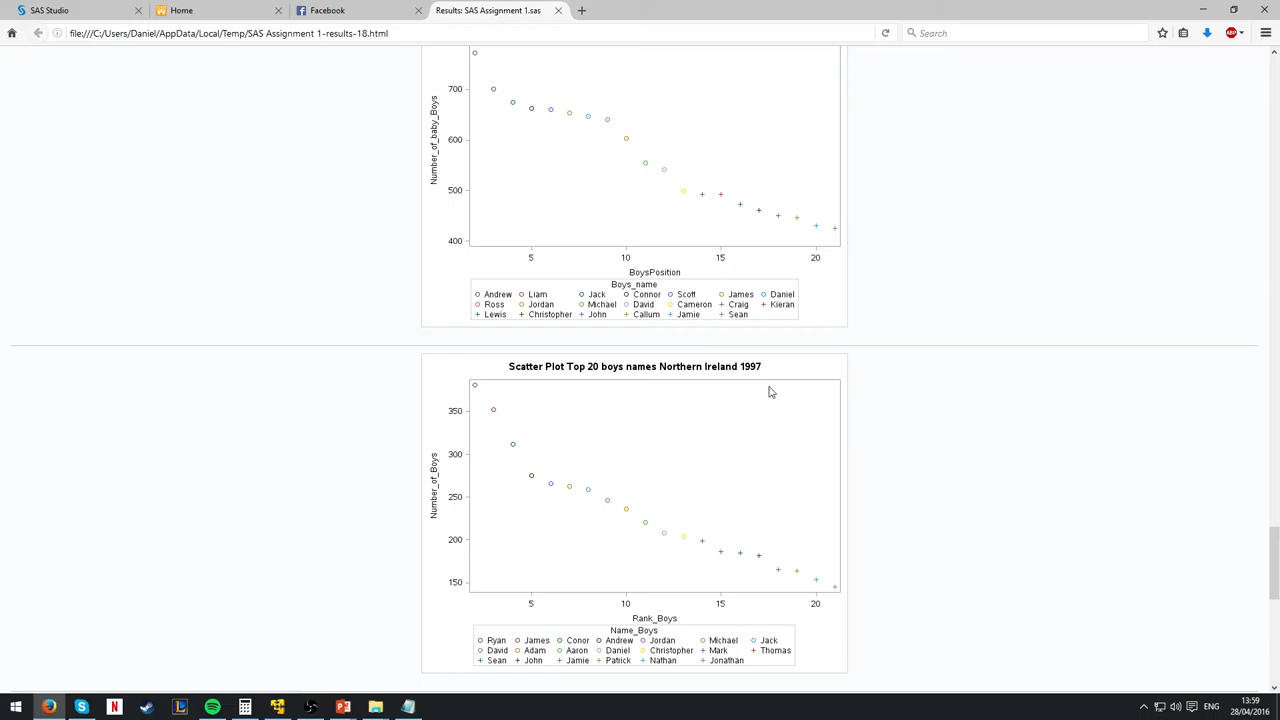 SAS Studio
Home
Facebook
Results: SAS Assignment 1.sas
file:///C:/Users/Daniel/AppData/Local/Temp/SAS Assignment 1-results-18.html
Search
ABP
700
600
500
400
Number_of_baby_Boys
5 10 15 20
BoysPosition
Boys_name
Andrew Liam Jack Connor Scott James Daniel
Ross Jordan Michael David Cameron Craig Kieran
Lewis Christopher John Callum Jamie Sean
Scatter Plot Top 20 boys names Northern Ireland 1997
350
300
250
200
150
Number_of_Boys
5 10 15 20
Rank_Boys
Name_Boys
Ryan James Conor Andrew Jordan Michael Jack
David Adam Aaron Daniel Christopher Mark Thomas
Sean John Jamie Patrick Nathan Jonathan
ENG
13:59
28/04/2016